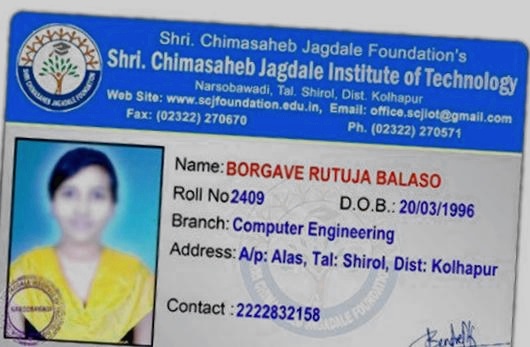 Shri. Chimasaheb Jagdale Foundation's
Shri. Chimasaheb Jagdale Institute of Technology
Narsobawadi, Tal. Shirol, Dist. Kolhapur
Web Site: www.scjfoundation.edu.in, Email: office.scjiot@gmail.com
Fax: (02322) 270670 Ph. (02322) 270571
Name: BORGAVE RUTUJA BALASO
Roll No 2409 D.O.B.: 20/03/1996
Branch: Computer Engineering
Address: A/p: Alas, Tal: Shirol, Dist: Kolhapur
Contact : 2222832158